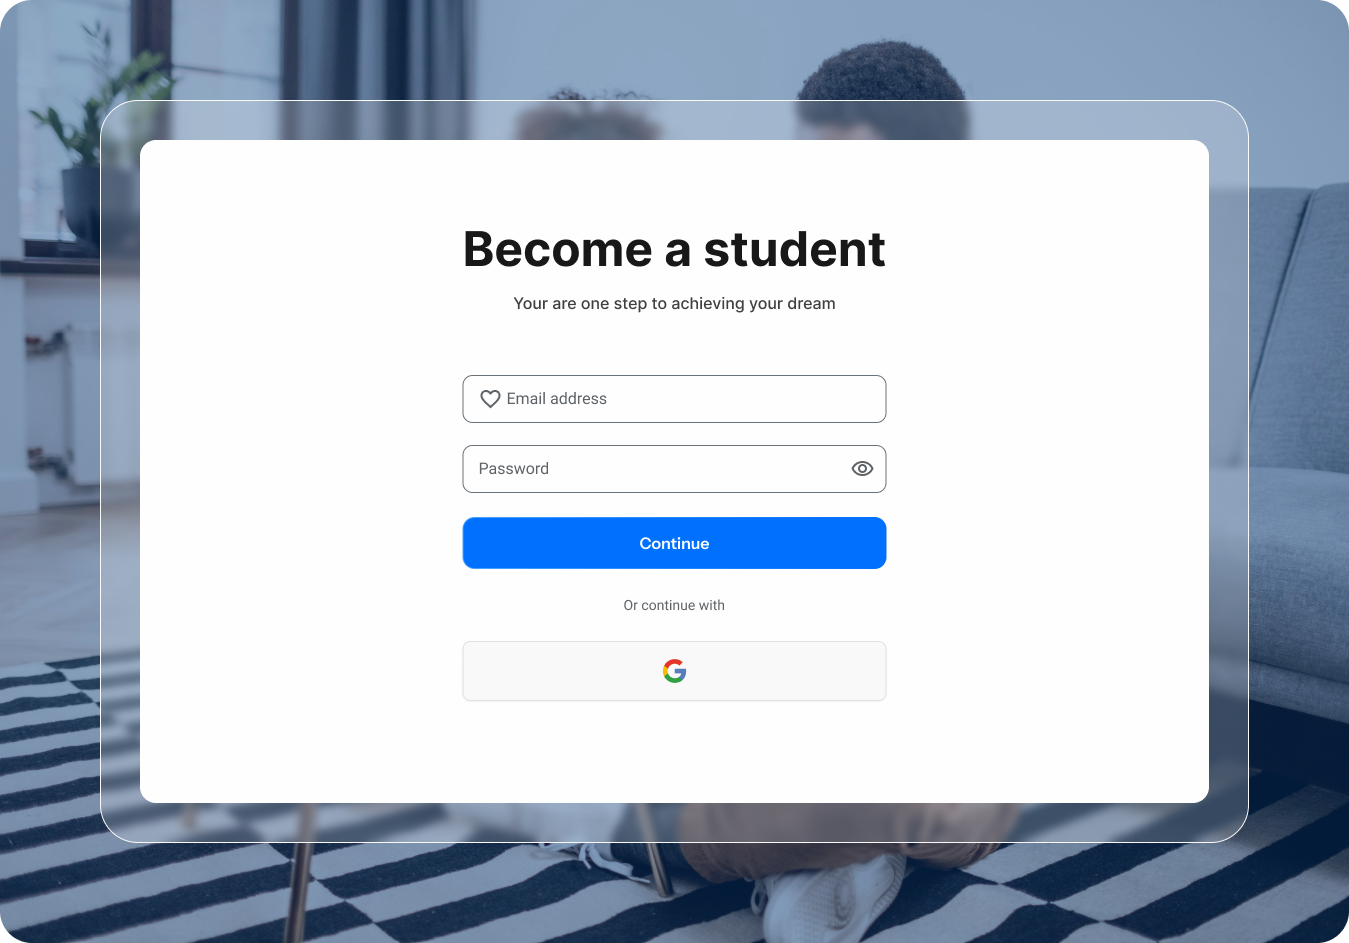 Become a student
Your are one step to achieving your dream
Email address
Password
Continue
Or continue with